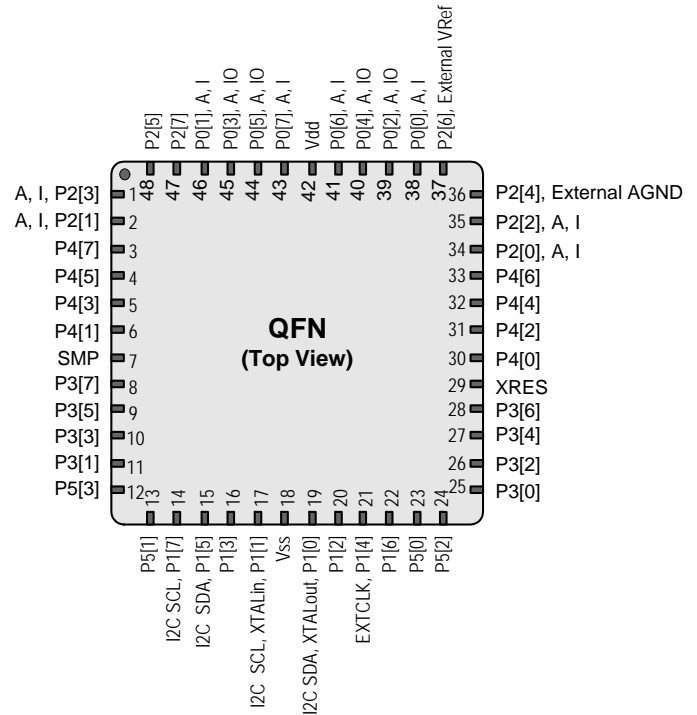 P2[5]
P2[7]
P0[1], A, I
P0[3], A, IO
P0[5], A, IO
P0[7], A, I
Vdd
P0[6], A, I
P0[4], A, IO
P0[2], A, IO
P0[0], A, I
P2[6], External VRef
48
47
46
45
44
43
42
41
40
39
38
37
A, I, P2[3] 1
A, I, P2[1] 2
P4[7] 3
P4[5] 4
P4[3] 5
P4[1] 6
SMP 7
P3[7] 8
P3[5] 9
P3[3] 10
P3[1] 11
P5[3] 12
QFN
(Top View)
36 P2[4], External AGND
35 P2[2], A, I
34 P2[0], A, I
33 P4[6]
32 P4[4]
31 P4[2]
30 P4[0]
29 XRES
28 P3[6]
27 P3[4]
26 P3[2]
25 P3[0]
13
14
15
16
17
18
19
20
21
22
23
24
P5[1]
I2C SCL, P1[7]
I2C SDA, P1[5]
P1[3]
I2C SCL, XTALin, P1[1]
Vss
I2C SDA, XTALout, P1[0]
P1[2]
EXTCLK, P1[4]
P1[6]
P5[0]
P5[2]